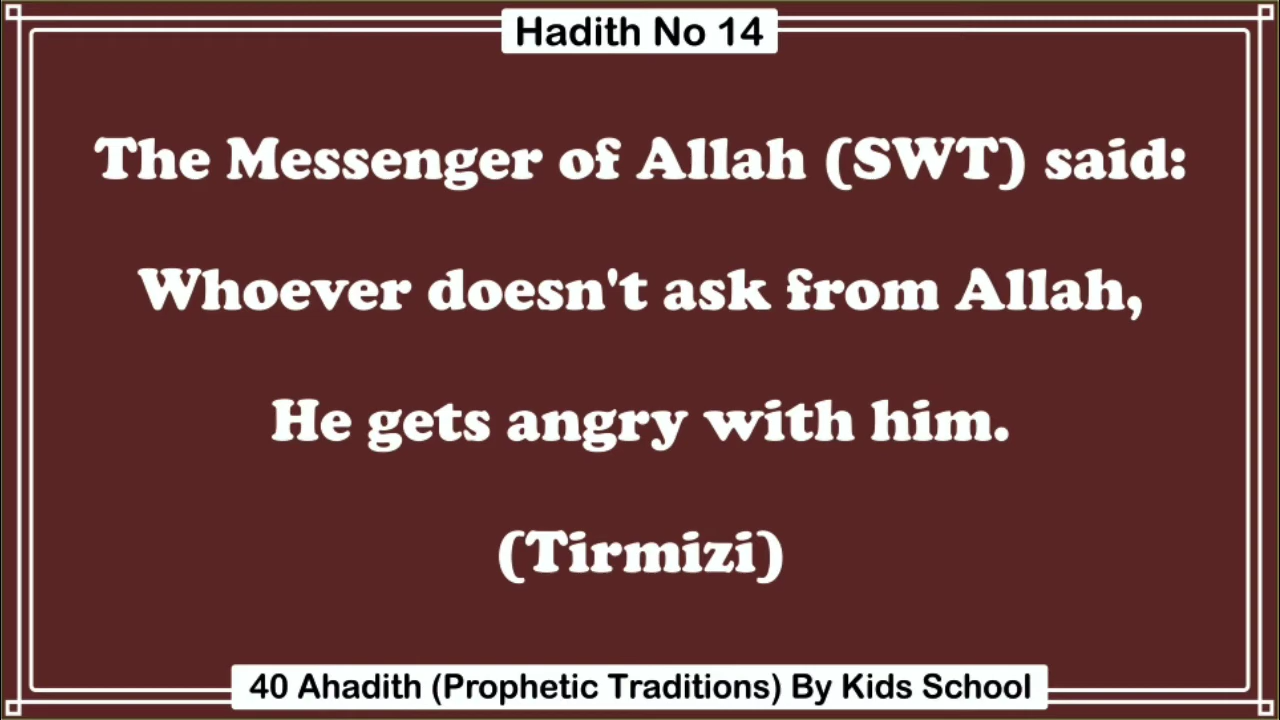 Hadith No 14
The Messenger of Allah (SWT) said:
Whoever doesn't ask from Allah,
He gets angry with him.
(Tirmizi)
40 Ahadith (Prophetic Traditions) By Kids School